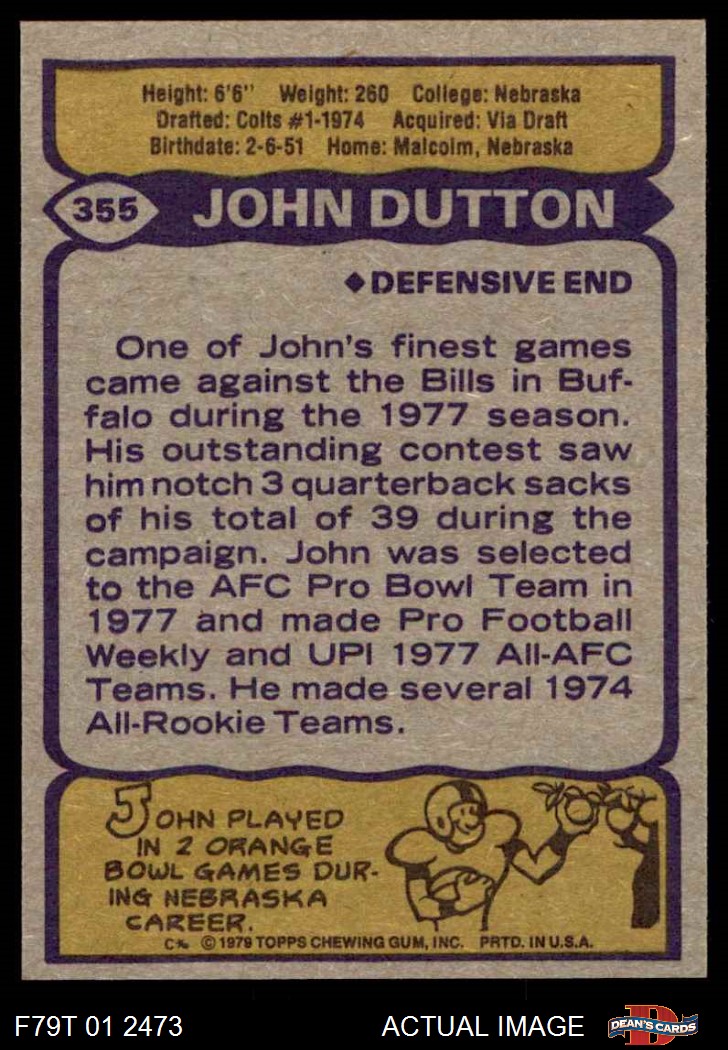 Height: 6'6" Weight: 260 College: Nebraska
Drafted: Colts #1-1974 Acquired: Via Draft
Birthdate: 2-6-51 Home: Malcolm, Nebraska
355 JOHN DUTTON
◆DEFENSIVE END
One of John's finest games
came against the Bills in Buf-
falo during the 1977 season.
His outstanding contest saw
him notch 3 quarterback sacks
of his total of 39 during the
campaign. John was selected
to the AFC Pro Bowl Team in
1977 and made Pro Football
Weekly and UPI 1977 All-AFC
Teams. He made several 1974
All-Rookie Teams.
JOHN PLAYED
IN 2 ORANGE
BOWL GAMES DUR-
ING NEBRASKA
CAREER.
©1979 TOPPS CHEWING GUM, INC. PRTD. IN U.S.A.
F79T 01 2473 ACTUAL IMAGE
D
DEAN'S CARDS